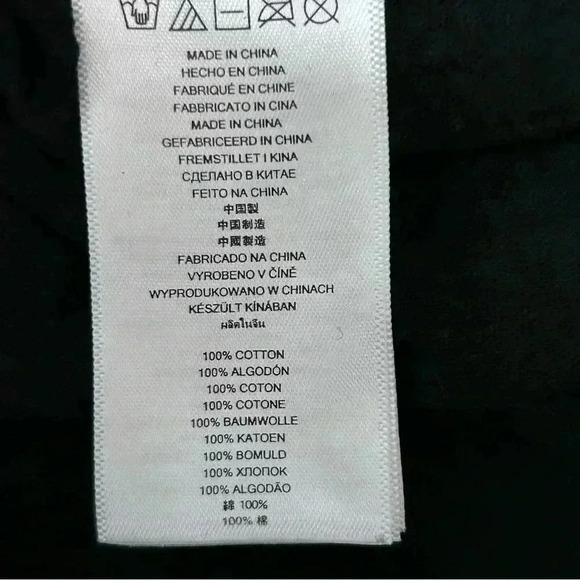 MADE IN CHINA
HECHO EN CHINA
FABRIQUÉ EN CHINE
FABBRICATO IN CINA
MADE IN CHINA
GEFABRICEERD IN CHINA
FREMSTILLET I KINA
СДЕЛАНО В КИТАЕ
FEITO NA CHINA
中国製
中国制造
中國製造
FABRICADO NA CHINA
VYROBENO V ČÍNĚ
WYPRODUKOWANO W CHINACH
KÉSZÜLT KÍNÁBAN
ผลิตในจีน
100% COTTON
100% ALGODÓN
100% COTON
100% COTONE
100% BAUMWOLLE
100% KATOEN
100% BOMULD
100% ХЛОПОК
100% ALGODÃO
綿 100%
100% 棉